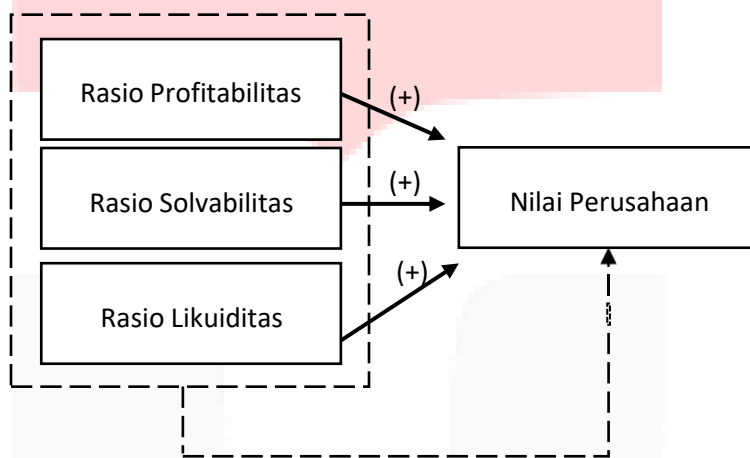 Rasio Profitabilitas
(+)
Rasio Solvabilitas
(+)
Nilai Perusahaan
Rasio Likuiditas
(+)